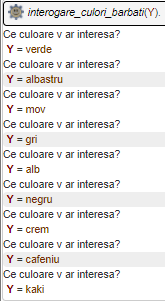 interogare_culori_barbati(Y).
Ce culoare v ar interesa?
Y = verde
Ce culoare v ar interesa?
Y = albastru
Ce culoare v ar interesa?
Y = mov
Ce culoare v ar interesa?
Y = gri
Ce culoare v ar interesa?
Y = alb
Ce culoare v ar interesa?
Y = negru
Ce culoare v ar interesa?
Y = crem
Ce culoare v ar interesa?
Y = cafeniu
Ce culoare v ar interesa?
Y = kaki